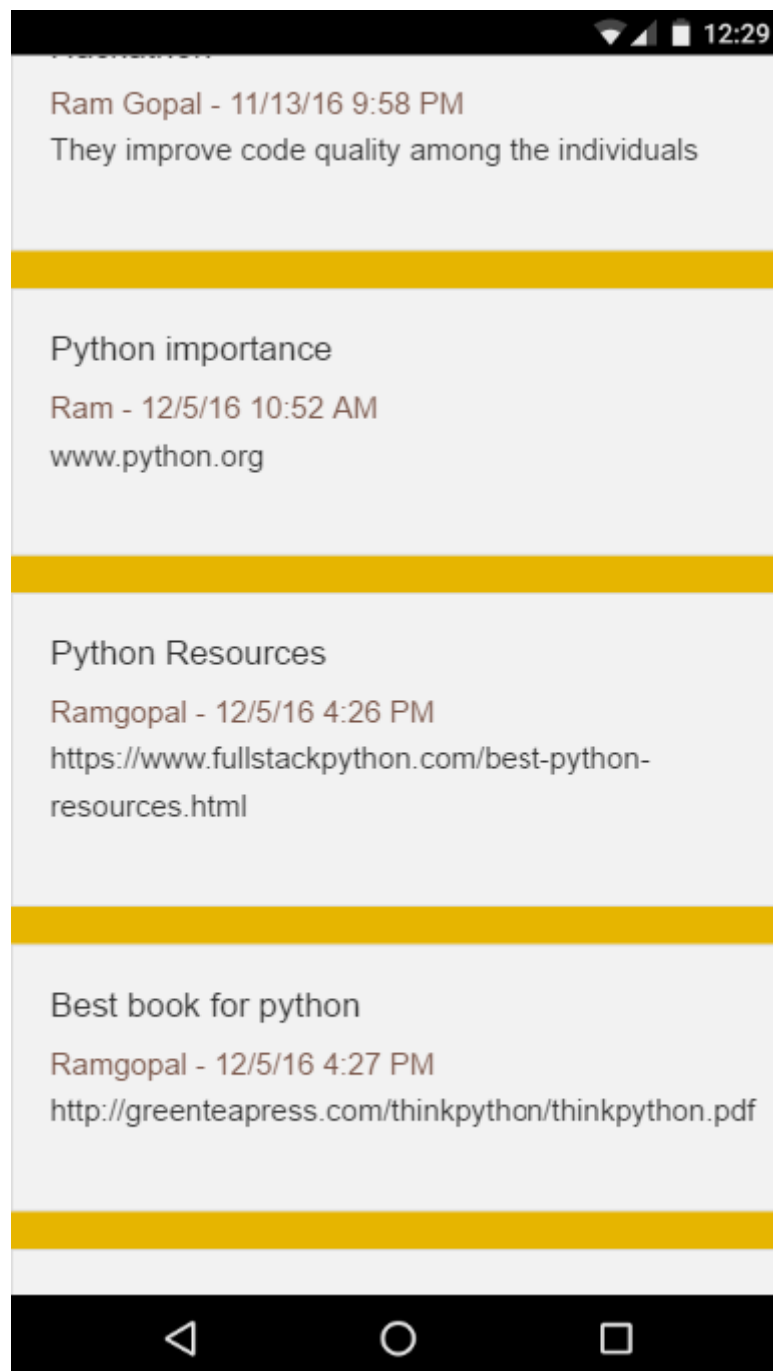 12:29
Ram Gopal - 11/13/16 9:58 PM
They improve code quality among the individuals
Python importance
Ram - 12/5/16 10:52 AM
www.python.org
Python Resources
Ramgopal - 12/5/16 4:26 PM
https://www.fullstackpython.com/best-python-
resources.html
Best book for python
Ramgopal - 12/5/16 4:27 PM
http://greenteapress.com/thinkpython/thinkpython.pdf